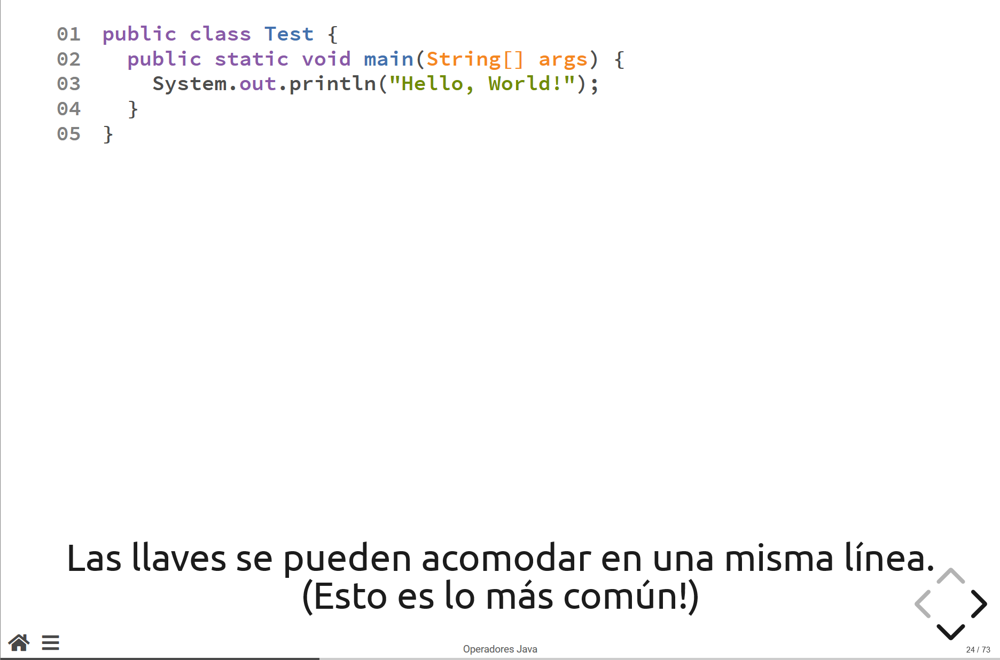 01 public class Test {
02   public static void main(String[] args) {
03     System.out.println("Hello, World!");
04   }
05 }
Las llaves se pueden acomodar en una misma línea.
(Esto es lo más común!)
Operadores Java
24 / 73